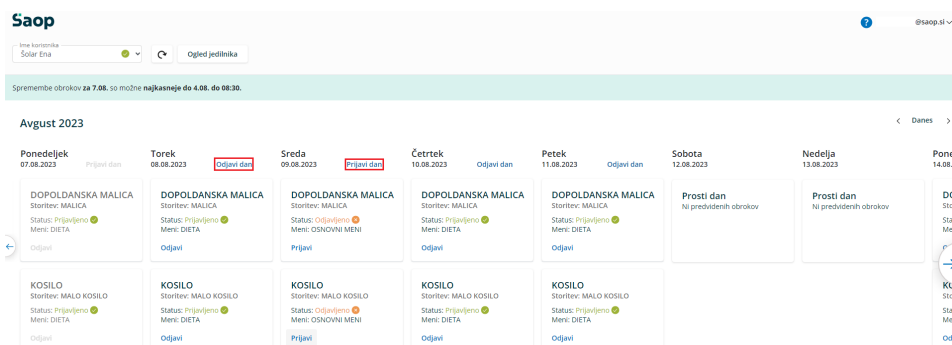 Saop
@saop.si
Ime koristnika
Šolar Ena
Ogled jedilnika
Spremembe obrokov za 7.08. so možne najkasneje do 4.08. do 08:30.
Avgust 2023
Danes
Ponedeljek
07.08.2023 Prijavi dan
Torek
08.08.2023 Odjavi dan
Sreda
09.08.2023 Prijavi dan
Četrtek
10.08.2023 Odjavi dan
Petek
11.08.2023 Odjavi dan
Sobota
12.08.2023
Nedelja
13.08.2023
Pone
14.08.
DOPOLDANSKA MALICA
Storitev: MALICA
Status: Prijavljeno
Meni: DIETA
Odjavi
DOPOLDANSKA MALICA
Storitev: MALICA
Status: Prijavljeno
Meni: DIETA
Odjavi
DOPOLDANSKA MALICA
Storitev: MALICA
Status: Odjavljeno
Meni: OSNOVNI MENI
Prijavi
DOPOLDANSKA MALICA
Storitev: MALICA
Status: Prijavljeno
Meni: DIETA
Odjavi
DOPOLDANSKA MALICA
Storitev: MALICA
Status: Prijavljeno
Meni: DIETA
Odjavi
Prosti dan
Ni predvidenih obrokov
Prosti dan
Ni predvidenih obrokov
KOSILO
Storitev: MALO KOSILO
Status: Prijavljeno
Meni: DIETA
Odjavi
KOSILO
Storitev: MALO KOSILO
Status: Prijavljeno
Meni: DIETA
Odjavi
KOSILO
Storitev: MALO KOSILO
Status: Odjavljeno
Meni: OSNOVNI MENI
Prijavi
KOSILO
Storitev: MALO KOSILO
Status: Prijavljeno
Meni: DIETA
Odjavi
KOSILO
Storitev: MALO KOSILO
Status: Prijavljeno
Meni: DIETA
Odjavi